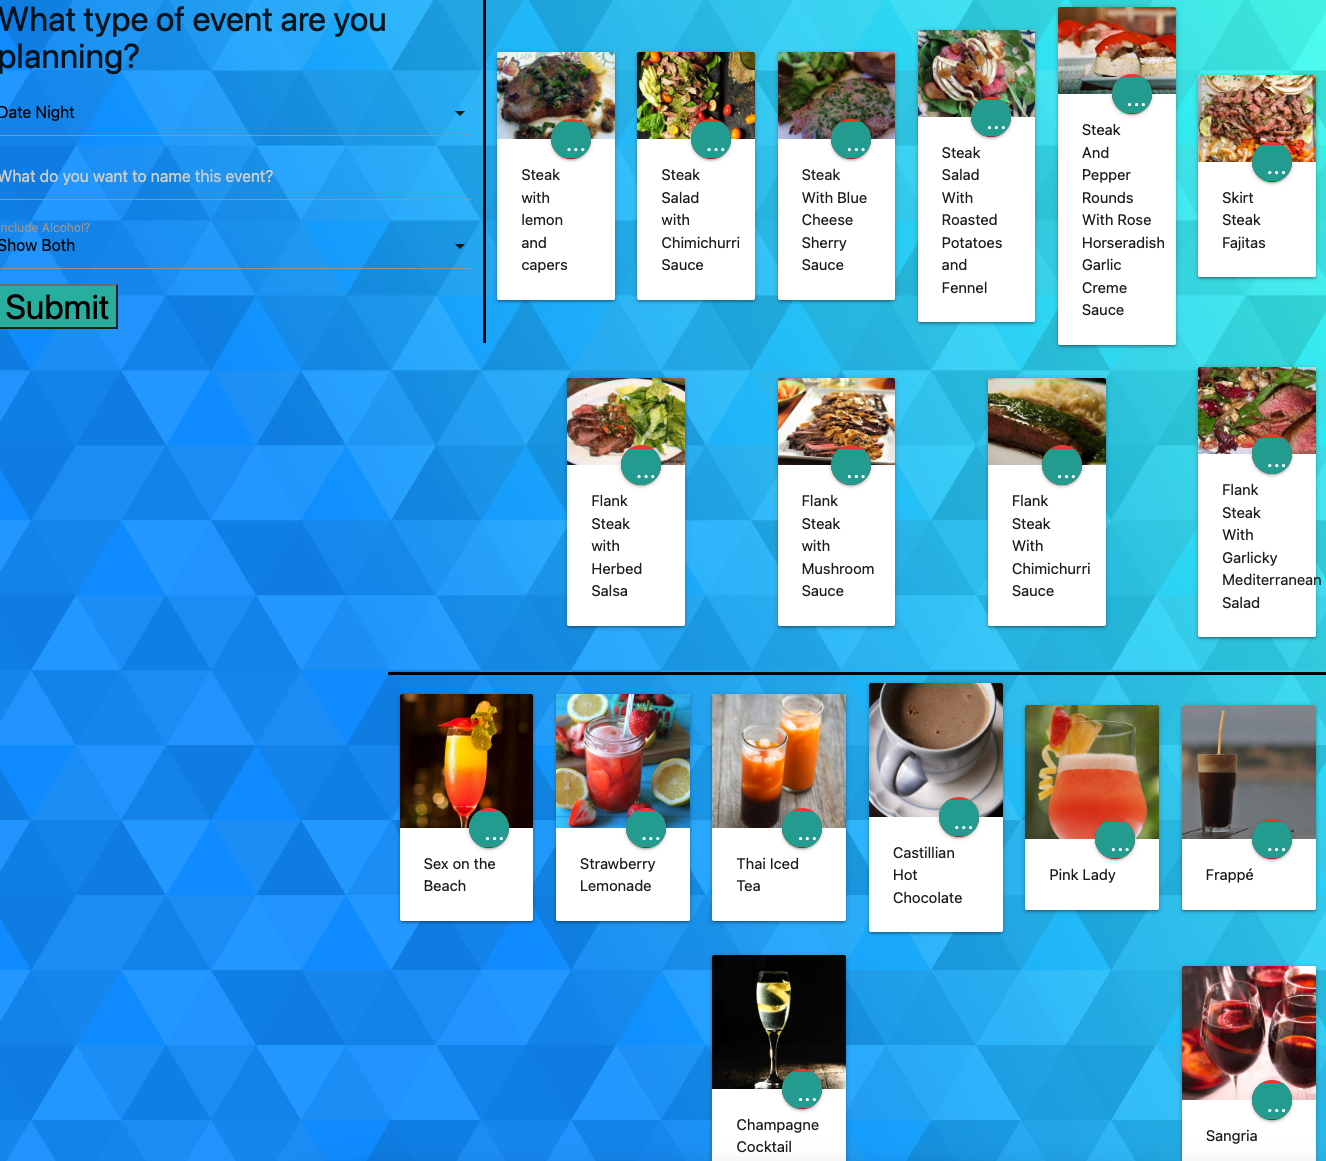 What type of event are you
planning?
Date Night
What do you want to name this event?
Include Alcohol?
Show Both
Submit
...
Steak
with
lemon
and
capers
...
Steak
Salad
with
Chimichurri
Sauce
...
Steak
With Blue
Cheese
Sherry
Sauce
...
Steak
Salad
With
Roasted
Potatoes
and
Fennel
...
Steak
And
Pepper
Rounds
With Rose
Horseradish
Garlic
Creme
Sauce
...
Skirt
Steak
Fajitas
...
Flank
Steak
with
Herbed
Salsa
...
Flank
Steak
with
Mushroom
Sauce
...
Flank
Steak
With
Chimichurri
Sauce
...
Flank
Steak
With
Garlicky
Mediterranean
Salad
...
Sex on the
Beach
...
Strawberry
Lemonade
...
Thai Iced
Tea
...
Castillian
Hot
Chocolate
...
Pink Lady
...
Frappé
...
Champagne
Cocktail
...
Sangria